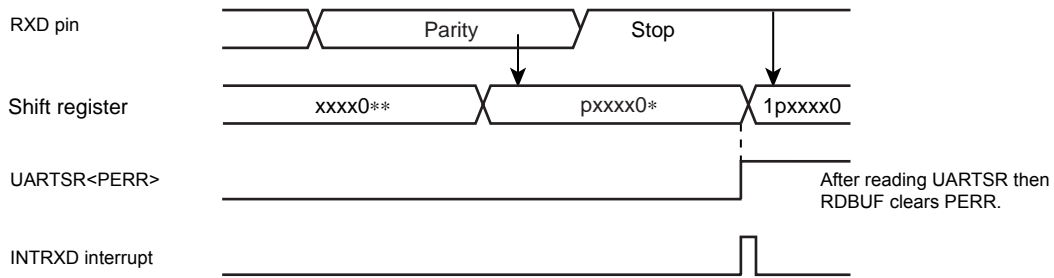 RXD pin
Parity
Stop
Shift register
xxxx0**
pxxxx0*
1pxxxx0
UARTSR<PERR>
After reading UARTSR then
RDBUF clears PERR.
INTRXD interrupt